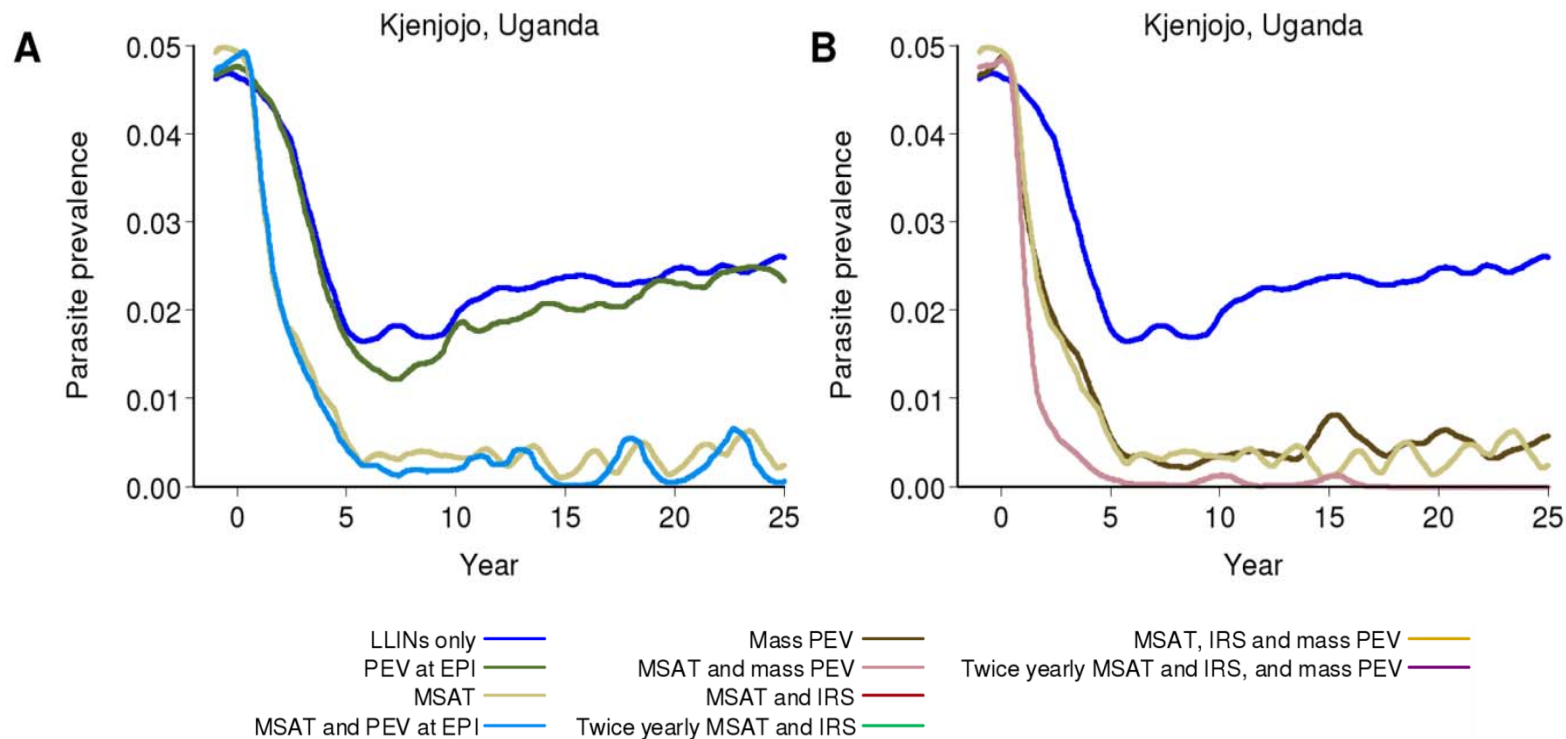 A
Kjenjojo, Uganda
Parasite prevalence
0.05
0.04
0.03
0.02
0.01
0.00
0 5 10 15 20 25
Year
B
Kjenjojo, Uganda
Parasite prevalence
0.05
0.04
0.03
0.02
0.01
0.00
0 5 10 15 20 25
Year
LLINs only
PEV at EPI
MSAT
MSAT and PEV at EPI
Mass PEV
MSAT and mass PEV
MSAT and IRS
Twice yearly MSAT and IRS
MSAT, IRS and mass PEV
Twice yearly MSAT and IRS, and mass PEV